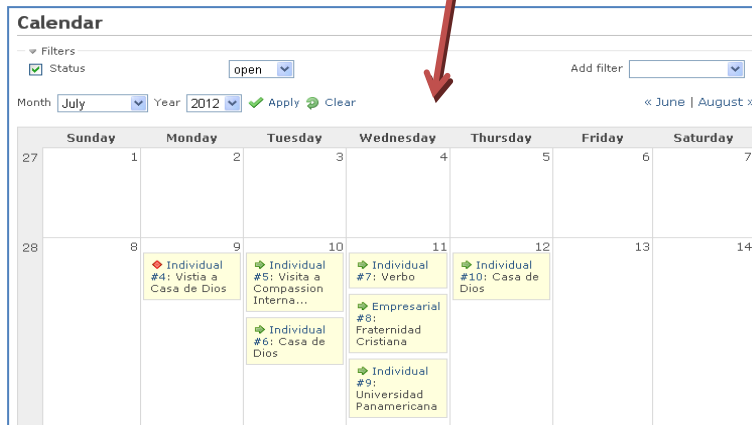 Calendar
Filters
Status open Add filter
Month July Year 2012 Apply Clear « June | August »
Sunday Monday Tuesday Wednesday Thursday Friday Saturday
27 1 2 3 4 5 6 7
28 8 9 10 11 12 13 14
Individual
#4: Vistia a
Casa de Dios
Individual
#5: Visita a
Compassion
Interna...
Individual
#6: Casa de
Dios
Individual
#7: Verbo
Empresarial
#8:
Fraternidad
Cristiana
Individual
#9:
Universidad
Panamericana
Individual
#10: Casa de
Dios